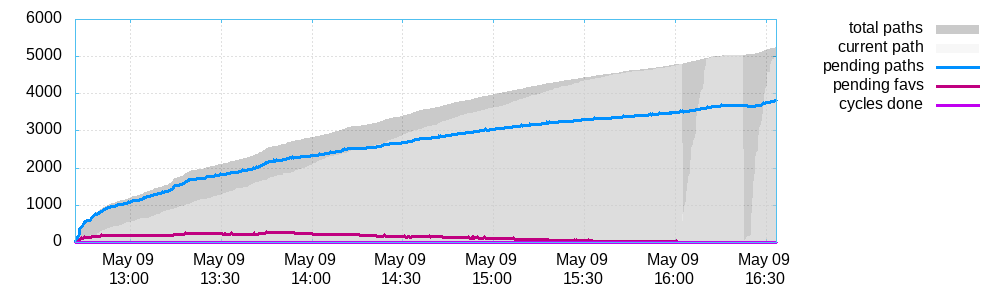 6000
5000
4000
3000
2000
1000
0
May 09 May 09 May 09 May 09 May 09 May 09 May 09 May 09
13:00 13:30 14:00 14:30 15:00 15:30 16:00 16:30
total paths
current path
pending paths
pending favs
cycles done